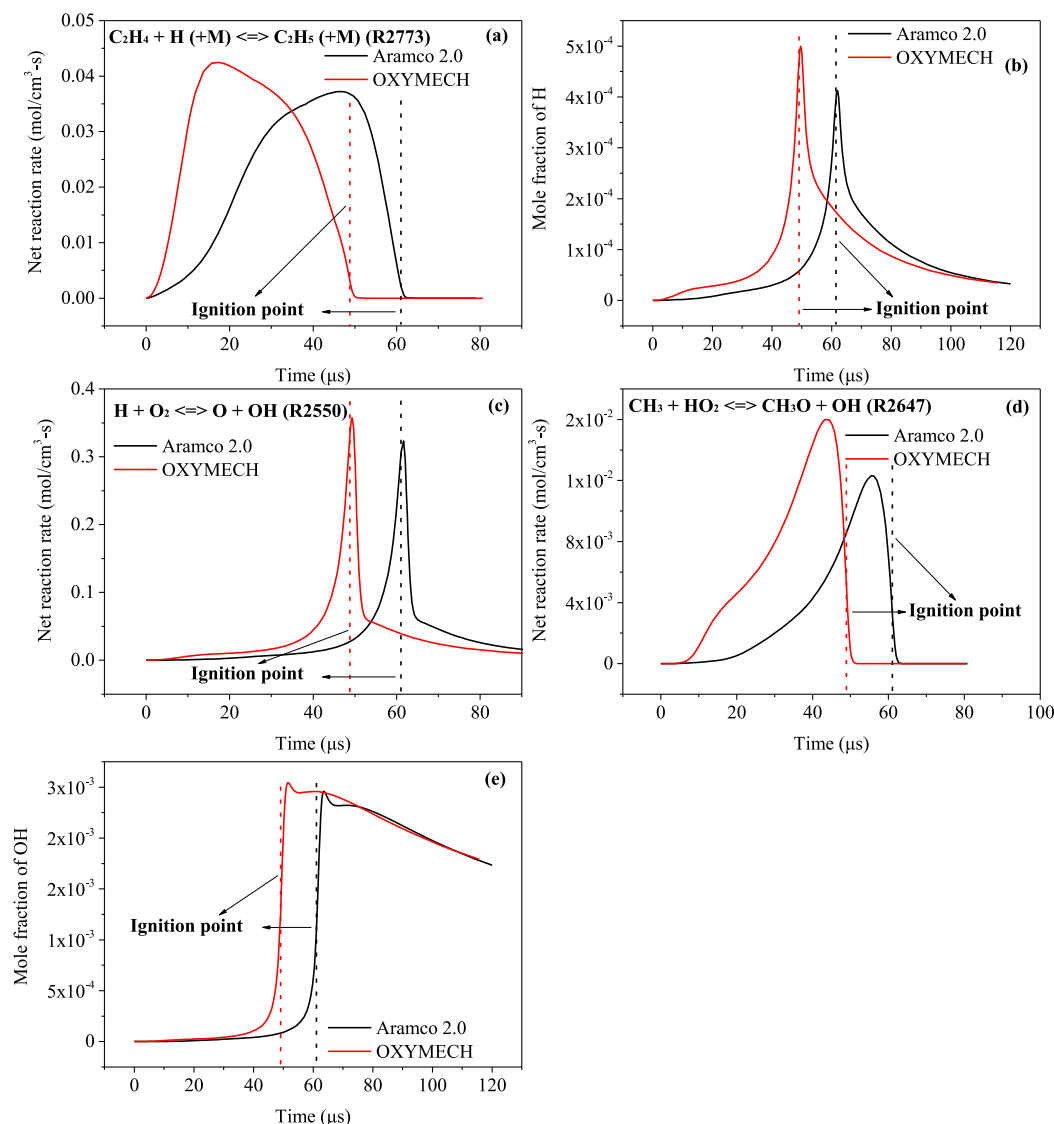 C₂H₄ + H (+M) <=> C₂H₅ (+M) (R2773)
(a)
Aramco 2.0
OXYMECH
Net reaction rate (mol/cm³-s)
0.05
0.04
0.03
0.02
0.01
0.00
Ignition point
0 20 40 60 80
Time (μs)
(b)
Aramco 2.0
OXYMECH
Mole fraction of H
5x10⁻⁴
4x10⁻⁴
3x10⁻⁴
2x10⁻⁴
1x10⁻⁴
0
Ignition point
0 20 40 60 80 100 120
Time (μs)
H + O₂ <=> O + OH (R2550)
(c)
Aramco 2.0
OXYMECH
Net reaction rate (mol/cm³-s)
0.4
0.3
0.2
0.1
0.0
Ignition point
0 20 40 60 80
Time (μs)
CH₃ + HO₂ <=> CH₃O + OH (R2647)
(d)
Aramco 2.0
OXYMECH
Net reaction rate (mol/cm³-s)
2x10⁻²
1x10⁻²
8x10⁻³
4x10⁻³
0
Ignition point
0 20 40 60 80 100
Time (μs)
(e)
Mole fraction of OH
3x10⁻³
2x10⁻³
2x10⁻³
1x10⁻³
5x10⁻⁴
0
Ignition point
Aramco 2.0
OXYMECH
0 20 40 60 80 100 120
Time (μs)